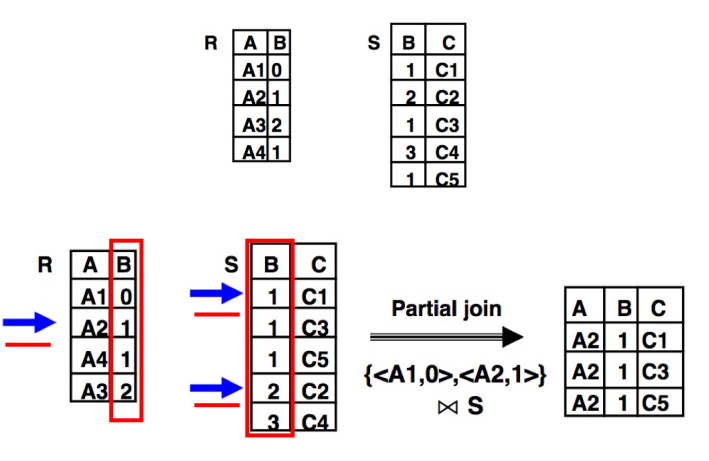 R A B S B C
A1 0 1 C1
A2 1 2 C2
A3 2 1 C3
A4 1 3 C4
1 C5
R A B S B C
A1 0 1 C1
A2 1 1 C3
A4 1 1 C5
A3 2 2 C2
3 C4
Partial join
{<A1,0>,<A2,1>}
⋈ S
A B C
A2 1 C1
A2 1 C3
A2 1 C5